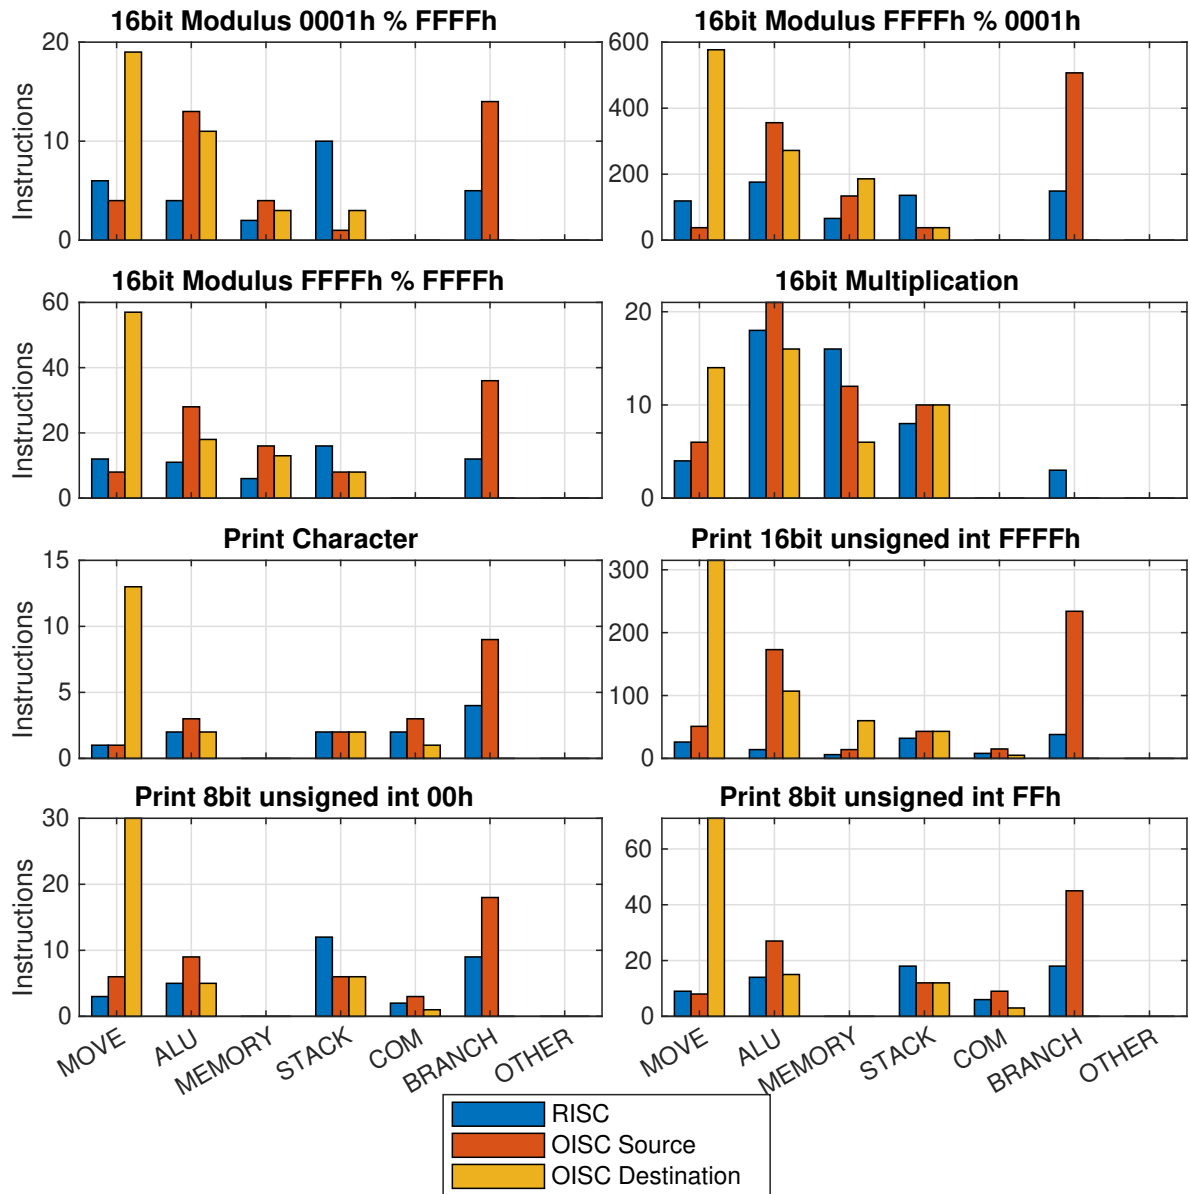 16bit Modulus 0001h % FFFFh
16bit Modulus FFFFh % 0001h
20
10
0
Instructions
600
400
200
0
16bit Modulus FFFFh % FFFFh
16bit Multiplication
60
40
20
0
Instructions
20
10
0
Print Character
Print 16bit unsigned int FFFFh
15
10
5
0
Instructions
300
200
100
0
Print 8bit unsigned int 00h
Print 8bit unsigned int FFh
30
20
10
0
Instructions
60
40
20
0
MOVE
ALU
MEMORY
STACK
COM
BRANCH
OTHER
MOVE
ALU
MEMORY
STACK
COM
BRANCH
OTHER
RISC
OISC Source
OISC Destination